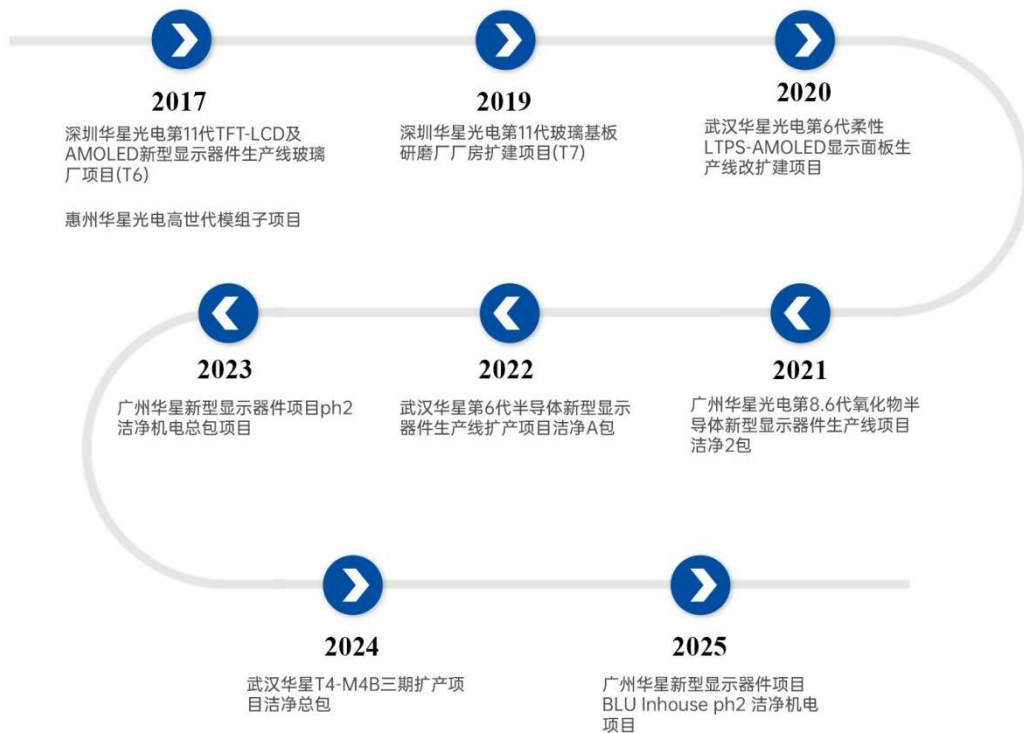 2017
深圳华星光电第11代TFT-LCD及
AMOLED新型显示器件生产线玻璃
厂项目(T6)
惠州华星光电高世代模组子项目
2019
深圳华星光电第11代玻璃基板
研磨厂厂房扩建项目(T7)
2020
武汉华星光电第6代柔性
LTPS-AMOLED显示面板生
产线改扩建项目
2023
广州华星新型显示器件项目ph2
洁净机电总包项目
2022
武汉华星第6代半导体新型显示
器件生产线扩产项目洁净A包
2021
广州华星光电第8.6代氧化物半
导体新型显示器件生产线项目
洁净2包
2024
武汉华星T4-M4B三期扩产项
目洁净总包
2025
广州华星新型显示器件项目
BLU Inhouse ph2 洁净机电
项目